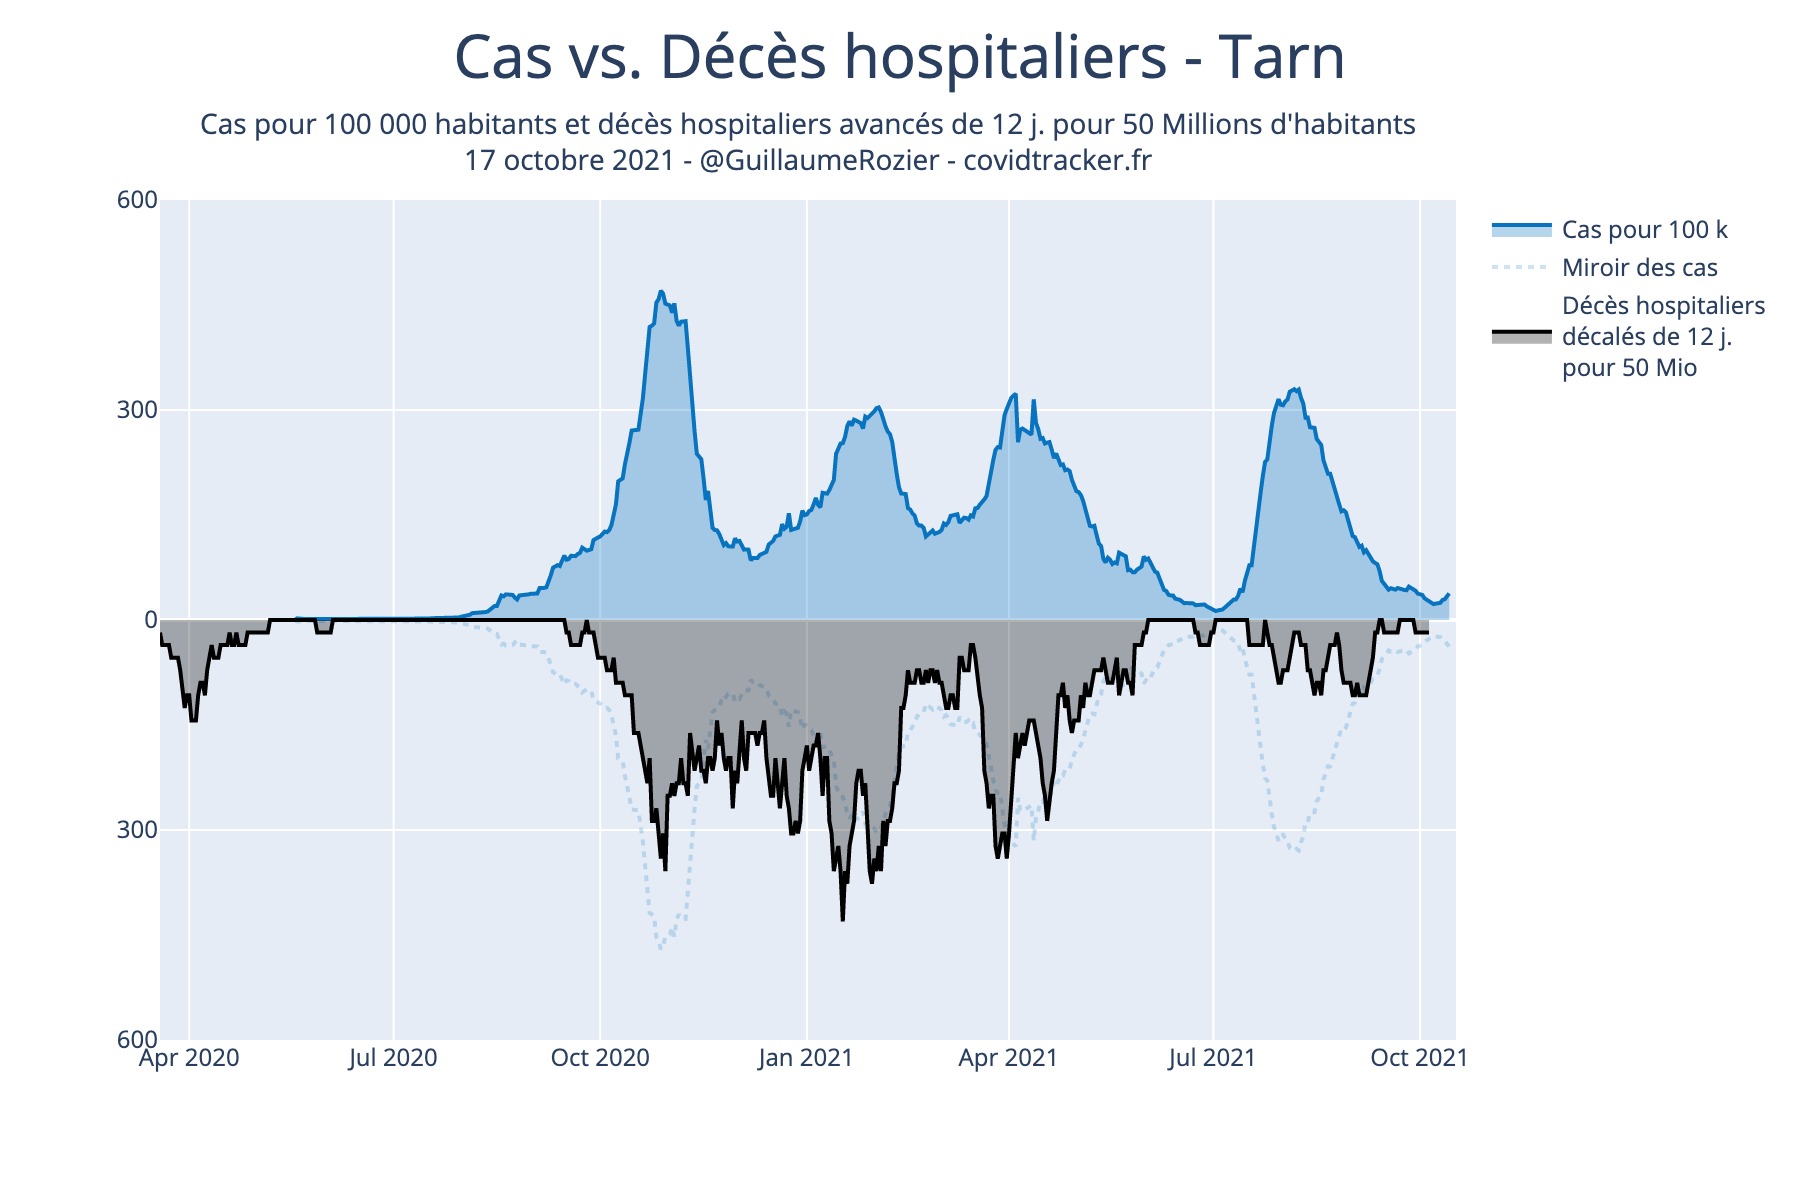 Cas vs. Décès hospitaliers - Tarn
Cas pour 100 000 habitants et décès hospitaliers avancés de 12 j. pour 50 Millions d'habitants
17 octobre 2021 - @GuillaumeRozier - covidtracker.fr
600
300
0
300
600
Apr 2020
Jul 2020
Oct 2020
Jan 2021
Apr 2021
Jul 2021
Oct 2021
Cas pour 100 k
Miroir des cas
Décès hospitaliers
décalés de 12 j.
pour 50 Mio